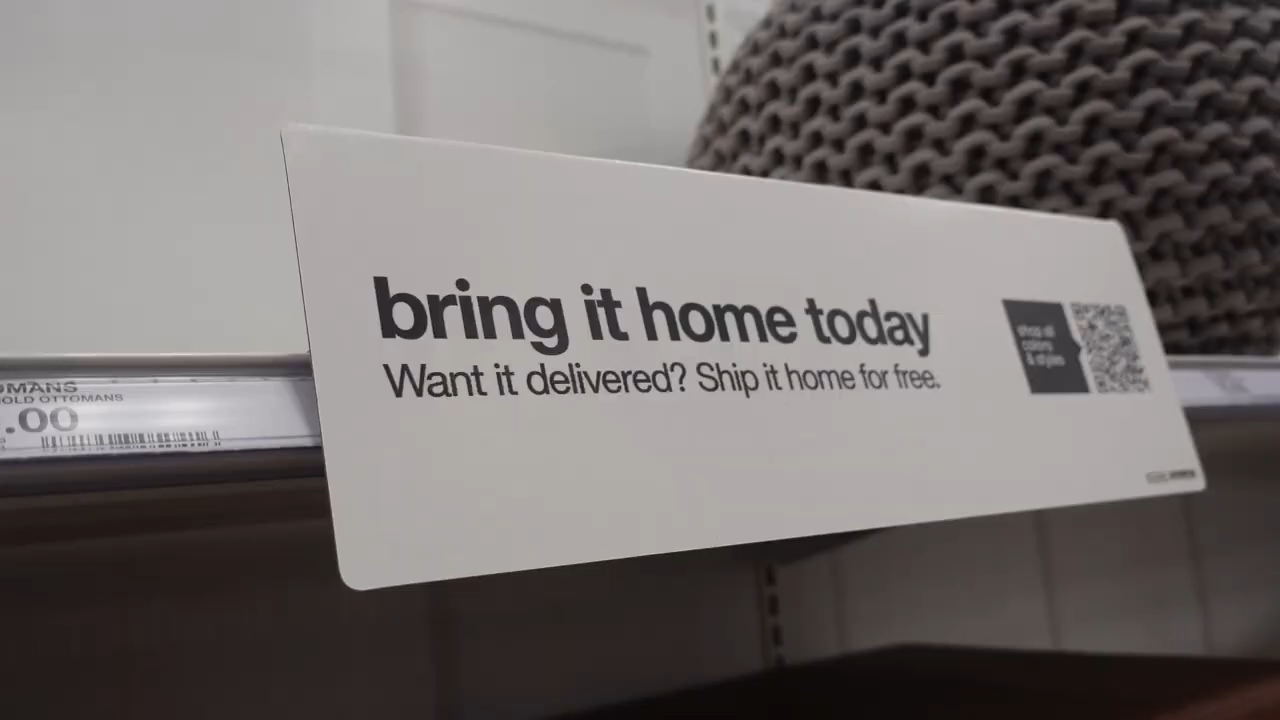 bring it home today
Want it delivered? Ship it home for free.
shop all
colors
& styles
OMANS
OLD OTTOMANS
.00